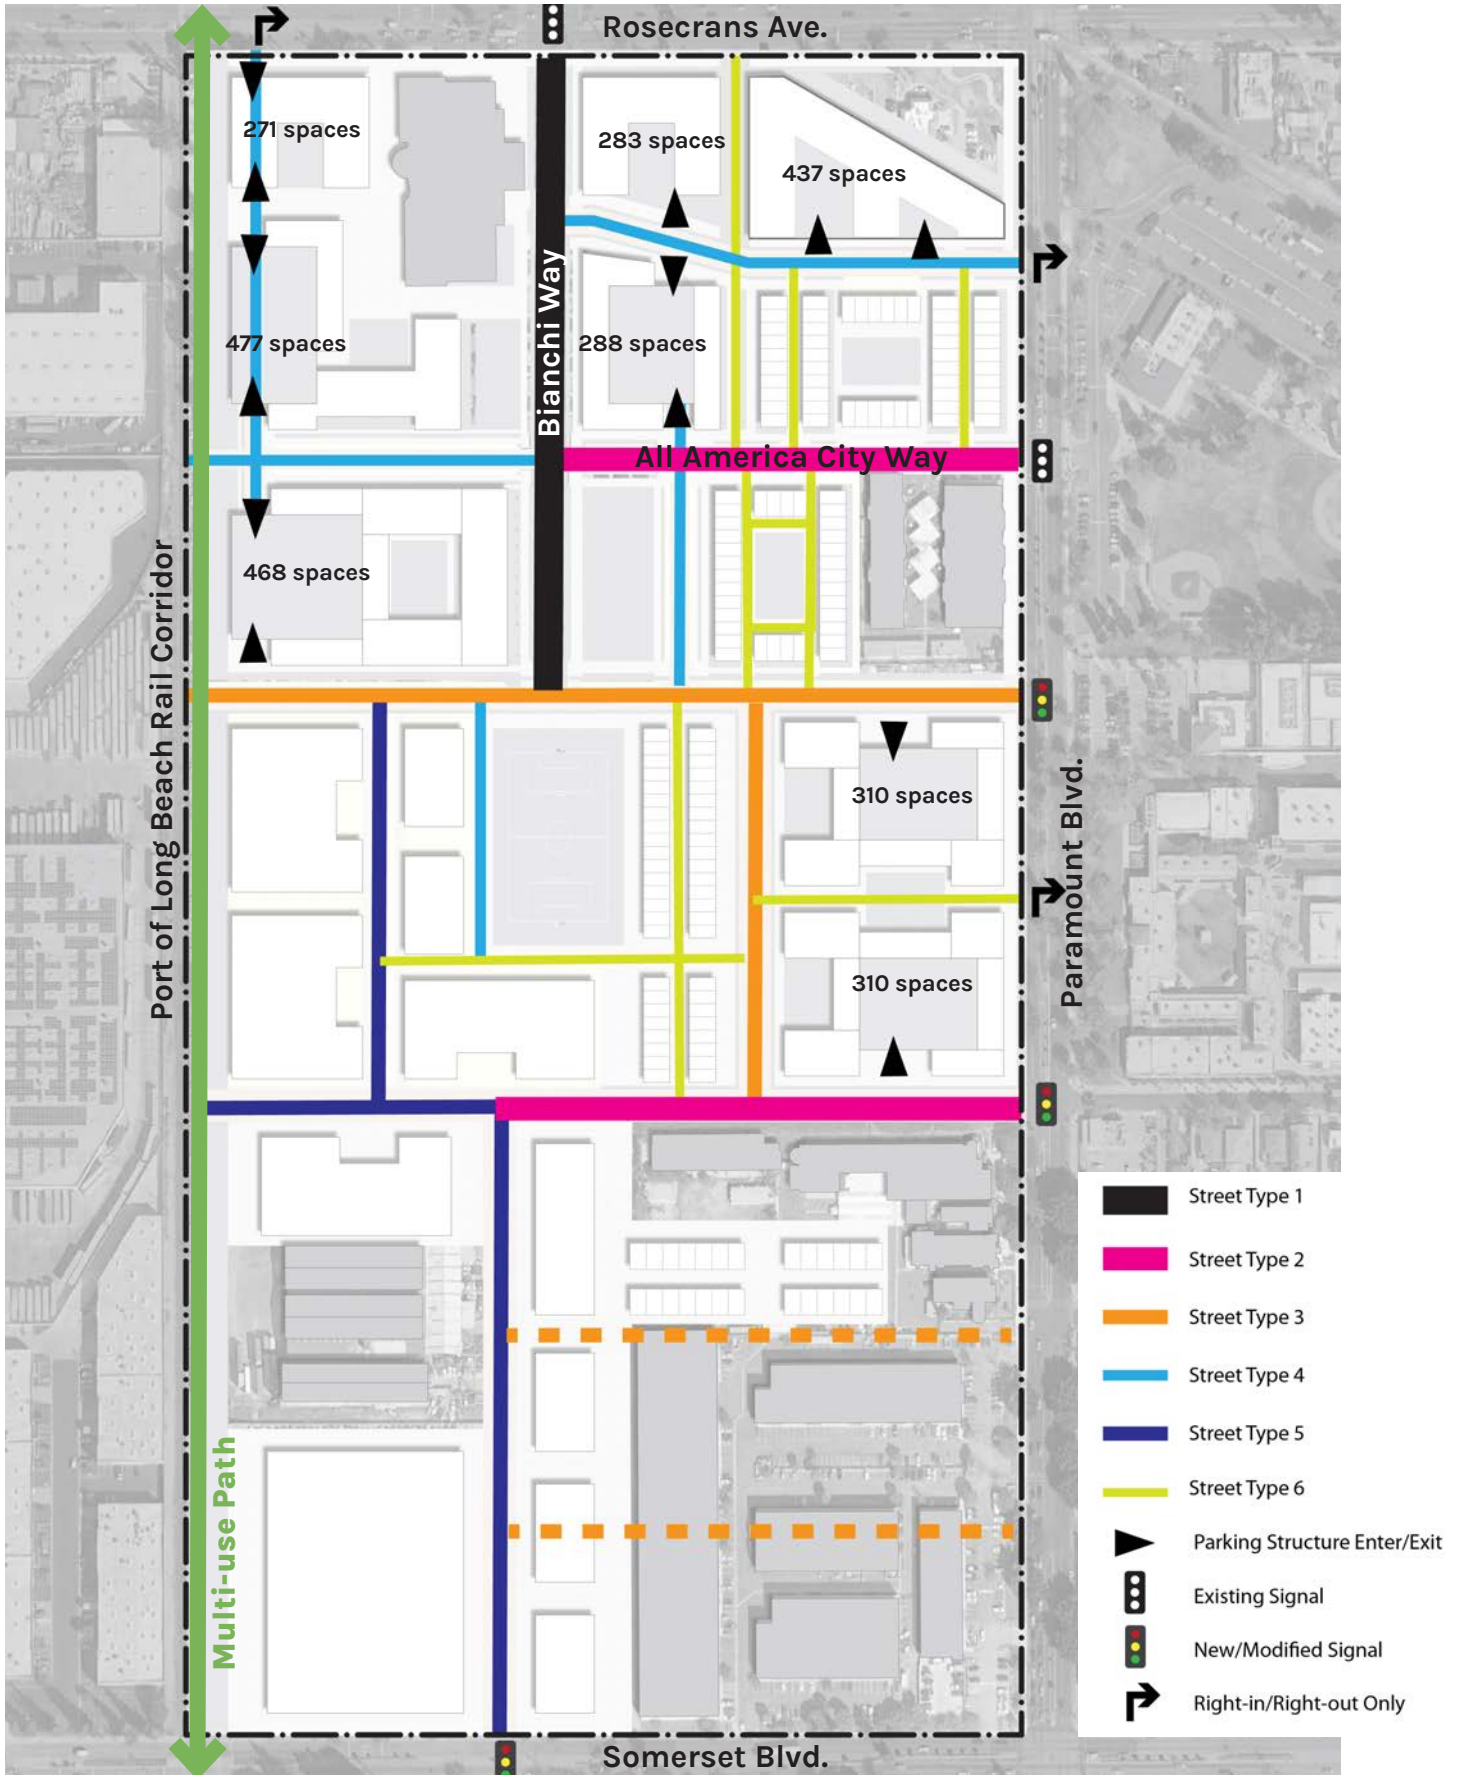 Rosecrans Ave.
271 spaces
283 spaces
437 spaces
Bianchi Way
477 spaces
288 spaces
All America City Way
468 spaces
Port of Long Beach Rail Corridor
310 spaces
Paramount Blvd.
310 spaces
Multi-use Path
Somerset Blvd.
Street Type 1
Street Type 2
Street Type 3
Street Type 4
Street Type 5
Street Type 6
Parking Structure Enter/Exit
Existing Signal
New/Modified Signal
Right-in/Right-out Only